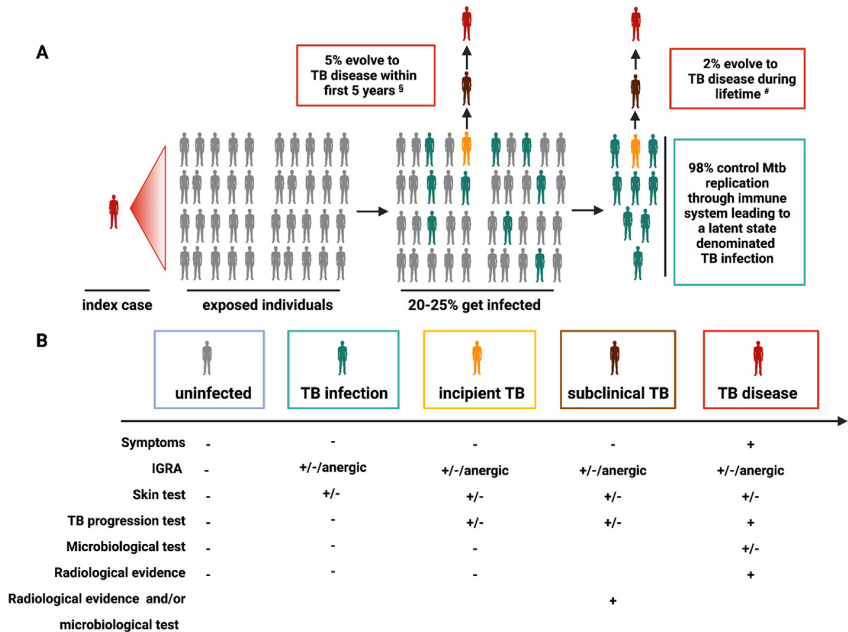 A
5% evolve to
TB disease within
first 5 years §
2% evolve to
TB disease during
lifetime #
98% control Mtb
replication
through immune
system leading to
a latent state
denominated
TB infection
index case
exposed individuals
20-25% get infected
B
uninfected
TB infection
incipient TB
subclinical TB
TB disease
Symptoms - - - - +
IGRA - +/-/anergic +/-/anergic +/-/anergic +/-/anergic
Skin test - +/- +/- +/- +/-
TB progression test - - +/- +/- +
Microbiological test - - - +/-
Radiological evidence - - - +
Radiological evidence and/or +
microbiological test